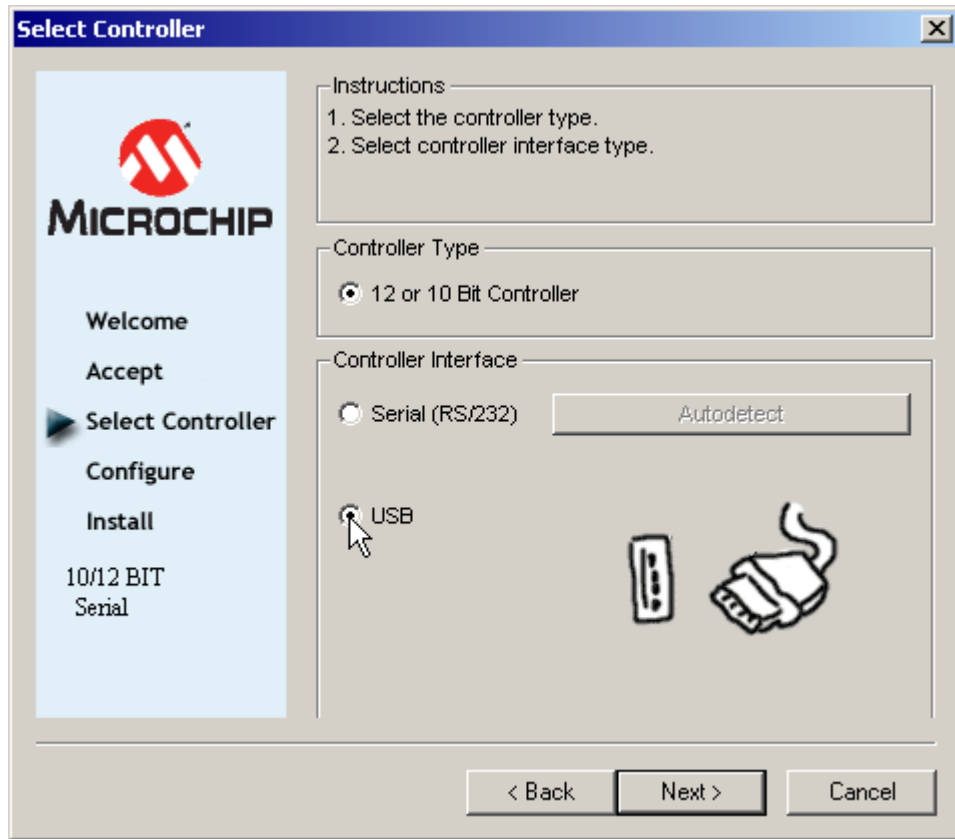 Select Controller
MICROCHIP
Welcome
Accept
Select Controller
Configure
Install
10/12 BIT
Serial
Instructions
1. Select the controller type.
2. Select controller interface type.
Controller Type
12 or 10 Bit Controller
Controller Interface
Serial (RS/232)
Autodetect
USB
< Back
Next >
Cancel